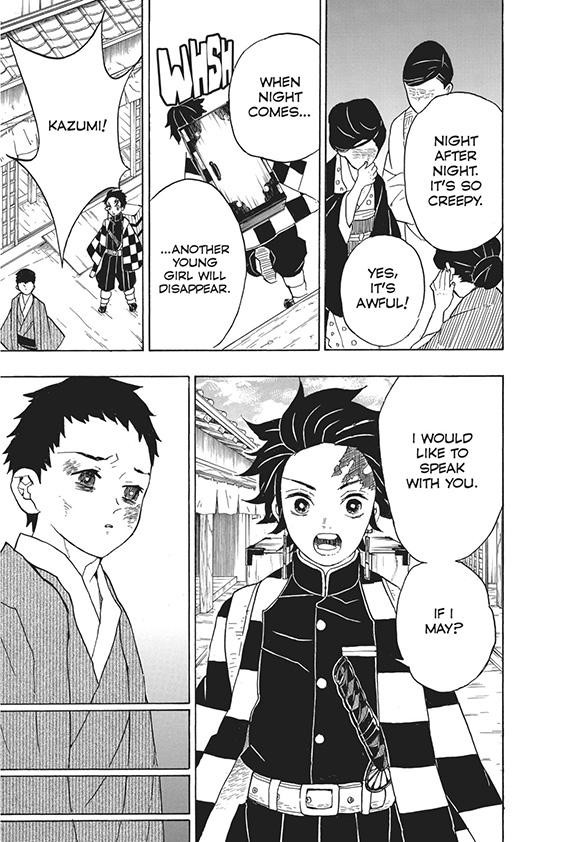 NIGHT
AFTER
NIGHT.
IT'S SO
CREEPY.
YES,
IT'S
AWFUL!
WHEN
NIGHT
COMES...
WHSH
...ANOTHER
YOUNG
GIRL WILL
DISAPPEAR.
KAZUMI!
I WOULD
LIKE TO
SPEAK
WITH YOU.
IF I
MAY?